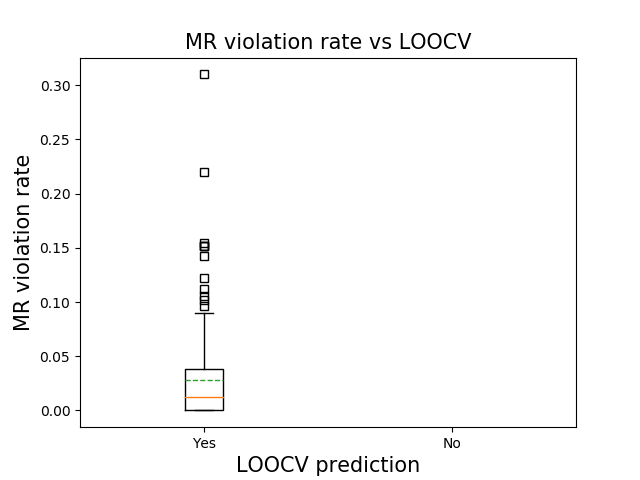 MR violation rate vs LOOCV
MR violation rate
0.30
0.25
0.20
0.15
0.10
0.05
0.00
Yes
No
LOOCV prediction